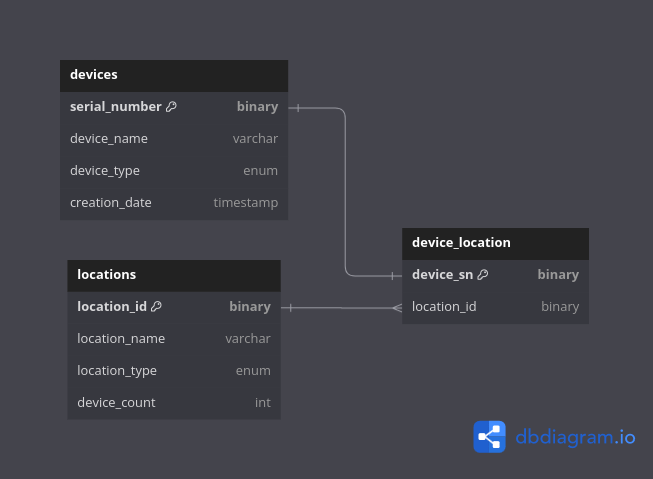 devices
serial_number binary
device_name varchar
device_type enum
creation_date timestamp
locations
location_id binary
location_name varchar
location_type enum
device_count int
device_location
device_sn binary
location_id binary
dbdiagram.io